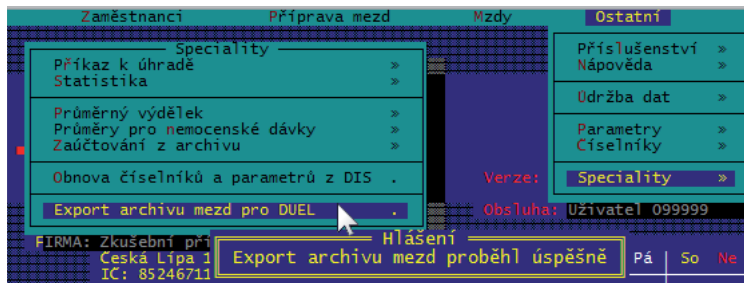 Zaměstnanci Příprava mezd Mzdy Ostatní
Speciality
Příkaz k úhradě »
Statistika »
Průměrný výdělek »
Průměry pro nemocenské dávky »
Zaúčtování z archivu »
Obnova číselníků a parametrů z DIS .
Export archivu mezd pro DUEL .
Příslušenství »
Nápověda »
Údržba dat »
Parametry »
Číselníky »
Speciality »
Verze:
Obsluha: Uživatel 099999
FIRMA: Zkušební pří
Česká Lípa 1
IČ: 85246711
Hlášení
Export archivu mezd proběhl úspěšně
Pá So Ne